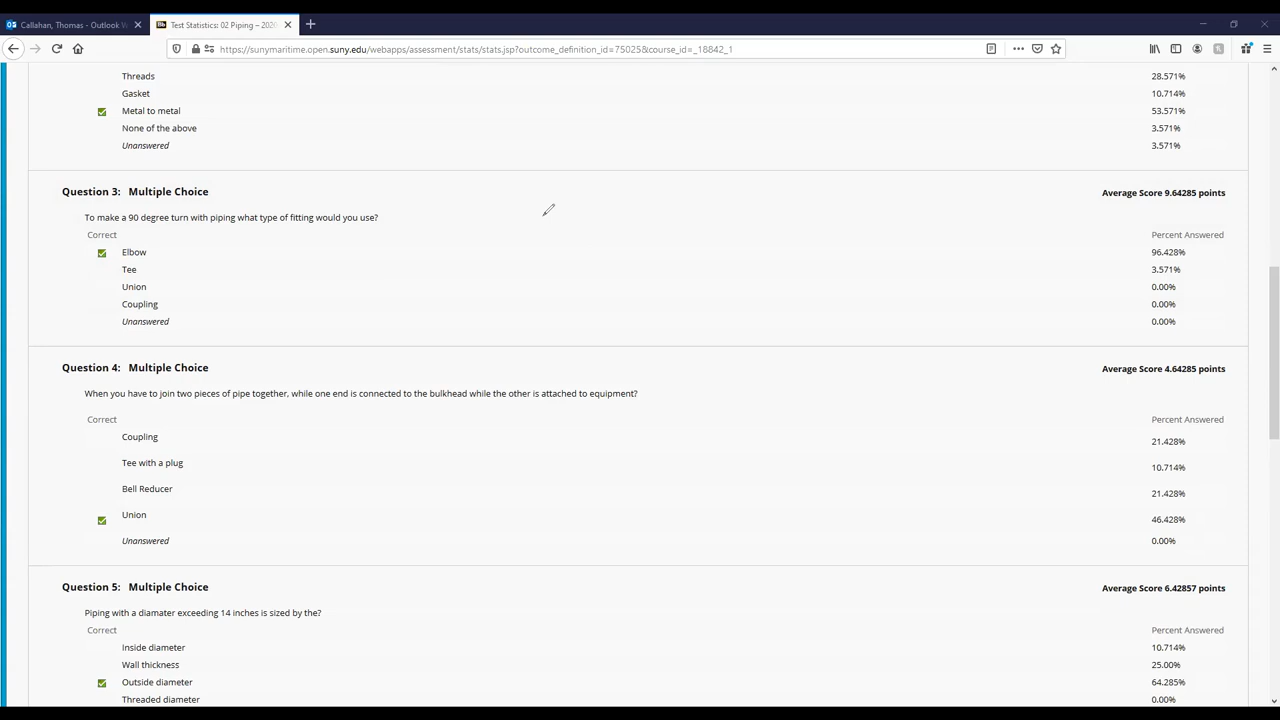 Callahan, Thomas - Outlook W
Test Statistics: 02 Piping – 202
https://sunymaritime.open.suny.edu/webapps/assessment/stats/stats.jsp?outcome_definition_id=75025&course_id=_18842_1
Threads 28.571%
Gasket 10.714%
Metal to metal 53.571%
None of the above 3.571%
Unanswered 3.571%
Question 3: Multiple Choice Average Score 9.64285 points
To make a 90 degree turn with piping what type of fitting would you use?
Correct Percent Answered
Elbow 96.428%
Tee 3.571%
Union 0.00%
Coupling 0.00%
Unanswered 0.00%
Question 4: Multiple Choice Average Score 4.64285 points
When you have to join two pieces of pipe together, while one end is connected to the bulkhead while the other is attached to equipment?
Correct Percent Answered
Coupling 21.428%
Tee with a plug 10.714%
Bell Reducer 21.428%
Union 46.428%
Unanswered 0.00%
Question 5: Multiple Choice Average Score 6.42857 points
Piping with a diamater exceeding 14 inches is sized by the?
Correct Percent Answered
Inside diameter 10.714%
Wall thickness 25.00%
Outside diameter 64.285%
Threaded diameter 0.00%